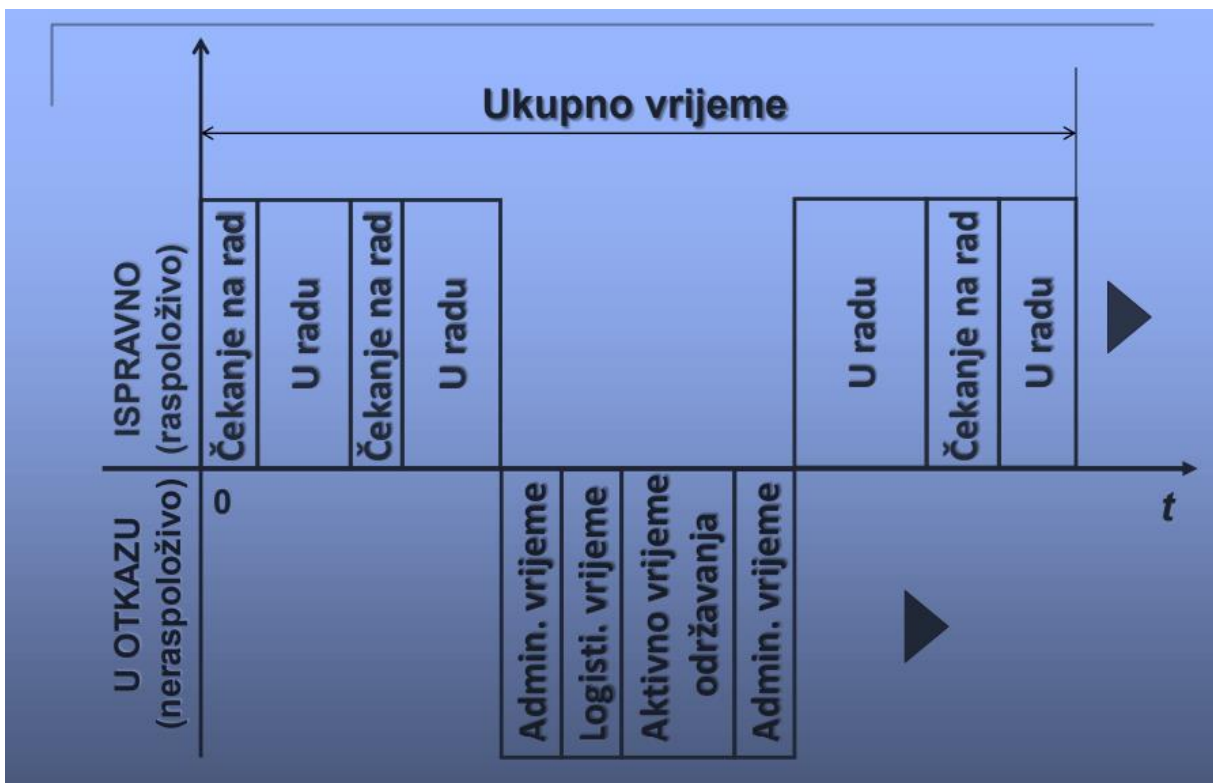 Ukupno vrijeme
ISPRAVNO
(raspoloživo)
Čekanje na rad
U radu
Čekanje na rad
U radu
U radu
Čekanje na rad
U radu
0
t
U OTKAZU
(neraspoloživo)
Admin. vrijeme
Logisti. vrijeme
Aktivno vrijeme
održavanja
Admin. vrijeme